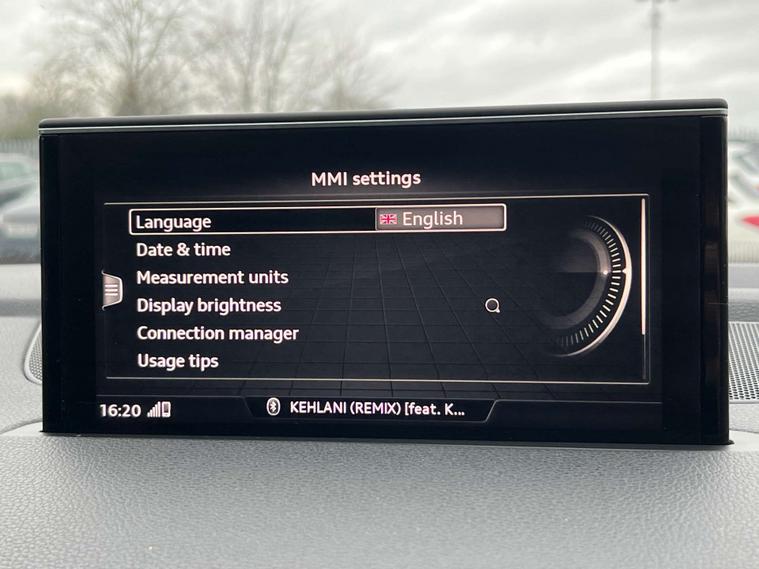 MMI settings
Language English
Date & time
Measurement units
Display brightness
Connection manager
Usage tips
16:20 KEHLANI (REMIX) [feat. K...